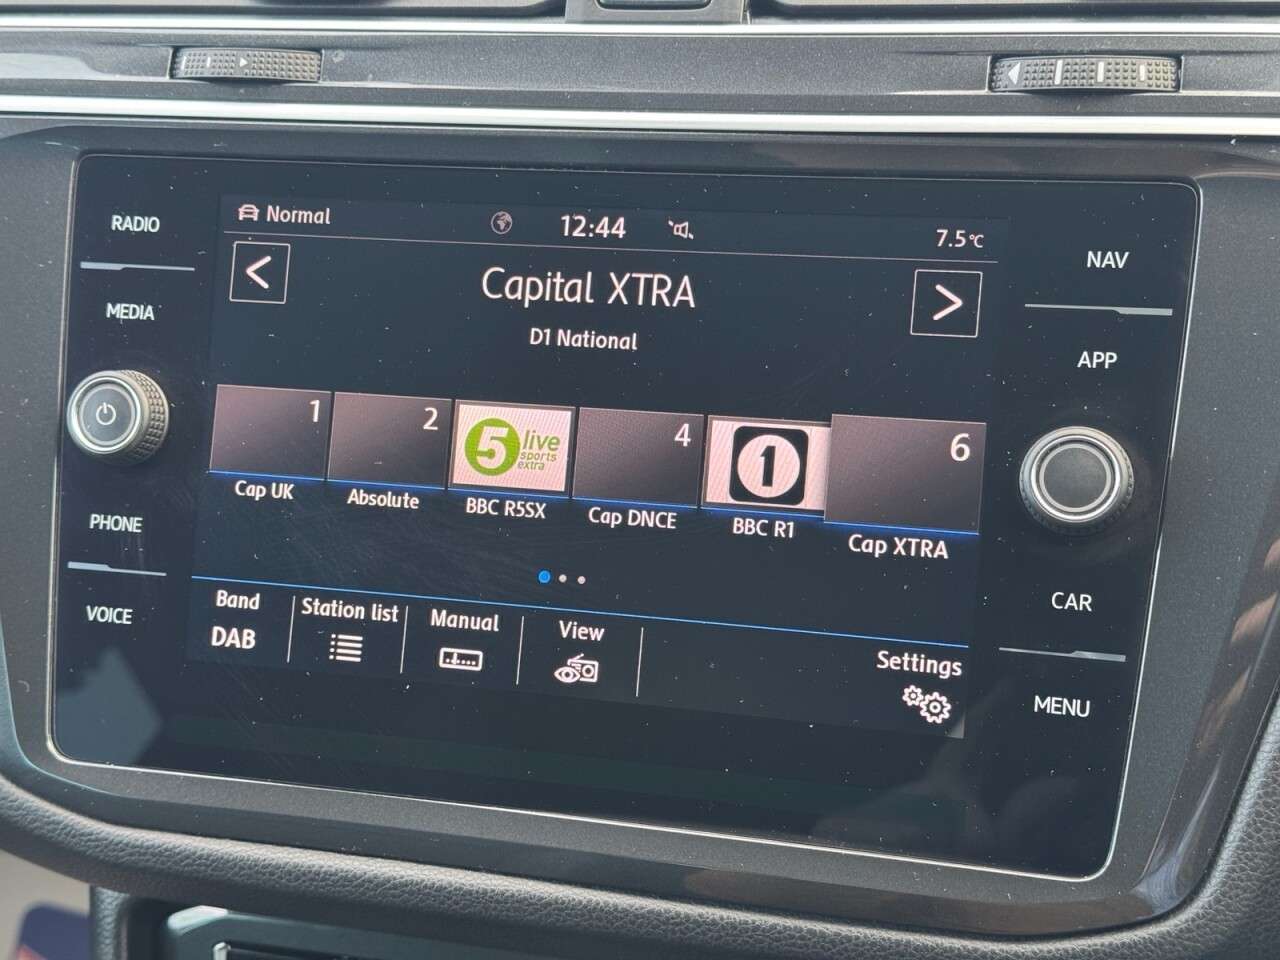 RADIO
MEDIA
PHONE
VOICE
Normal
12:44
7.5°C
Capital XTRA
D1 National
1
2
5 live
sports
extra
4
1
6
Cap UK
Absolute
BBC R5SX
Cap DNCE
BBC R1
Cap XTRA
Band
DAB
Station list
Manual
View
Settings
NAV
APP
CAR
MENU